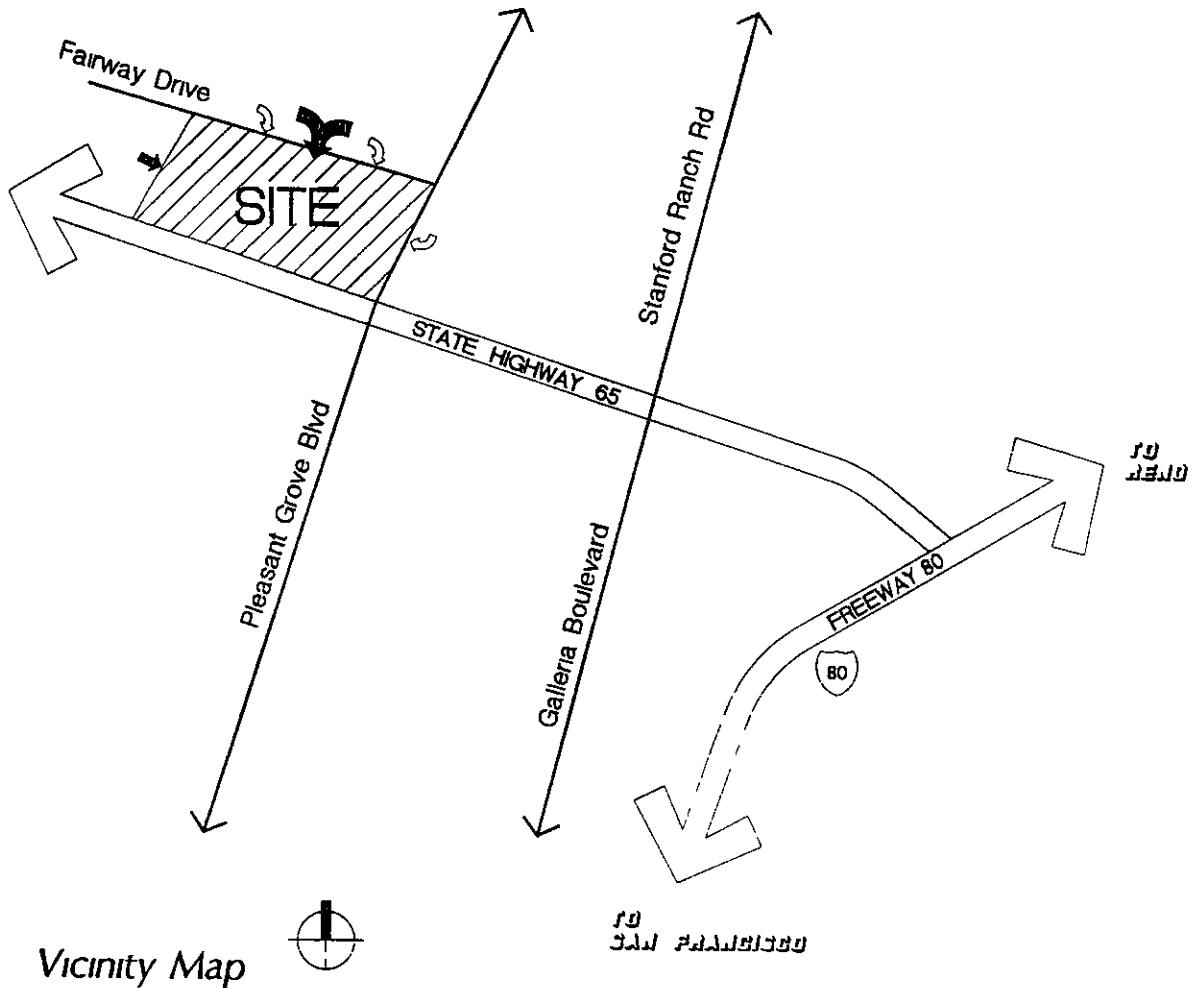 Fairway Drive
SITE
Stanford Ranch Rd
STATE HIGHWAY 65
Pleasant Grove Blvd
Galleria Boulevard
TO
RENO
FREEWAY 80
80
TO
SAN FRANCISCO
Vicinity Map